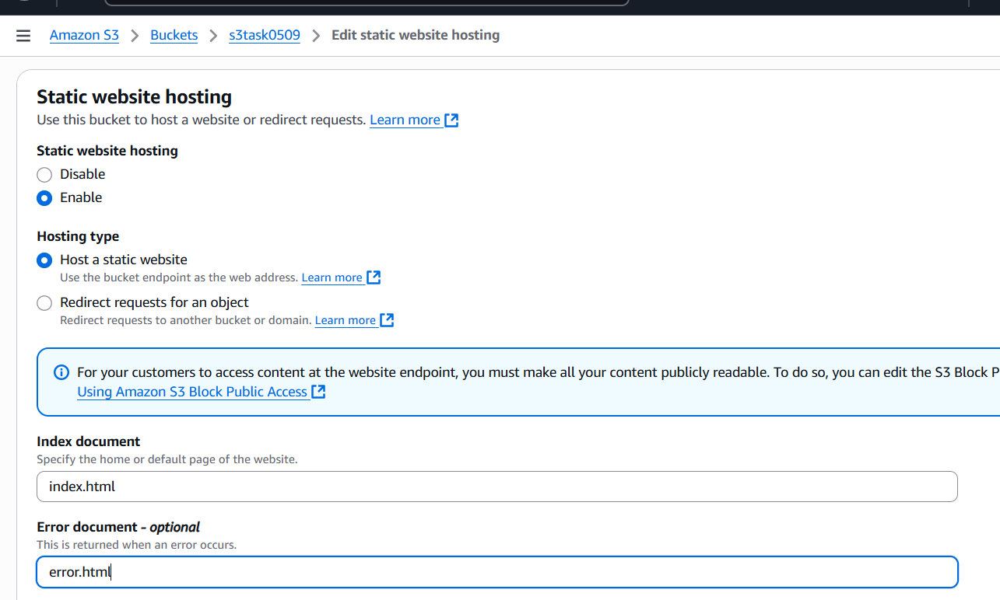 Amazon S3 > Buckets > s3task0509 > Edit static website hosting
Static website hosting
Use this bucket to host a website or redirect requests. Learn more
Static website hosting
Disable
Enable
Hosting type
Host a static website
Use the bucket endpoint as the web address. Learn more
Redirect requests for an object
Redirect requests to another bucket or domain. Learn more
For your customers to access content at the website endpoint, you must make all your content publicly readable. To do so, you can edit the S3 Block P
Using Amazon S3 Block Public Access
Index document
Specify the home or default page of the website.
index.html
Error document - optional
This is returned when an error occurs.
error.html